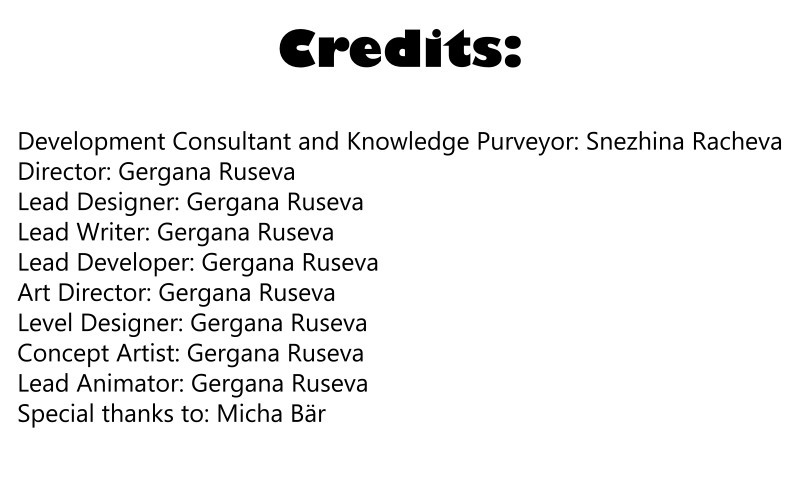 Credits:
Development Consultant and Knowledge Purveyor: Snezhina Racheva
Director: Gergana Ruseva
Lead Designer: Gergana Ruseva
Lead Writer: Gergana Ruseva
Lead Developer: Gergana Ruseva
Art Director: Gergana Ruseva
Level Designer: Gergana Ruseva
Concept Artist: Gergana Ruseva
Lead Animator: Gergana Ruseva
Special thanks to: Micha Bär